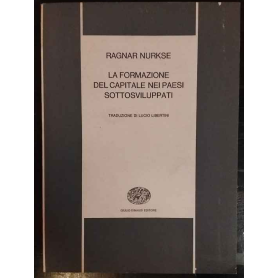 RAGNAR NURKSE
LA FORMAZIONE
DEL CAPITALE NEI PAESI
SOTTOSVILUPPATI
TRADUZIONE DI LUCIO LIBERTINI
GIULIO EINAUDI EDITORE